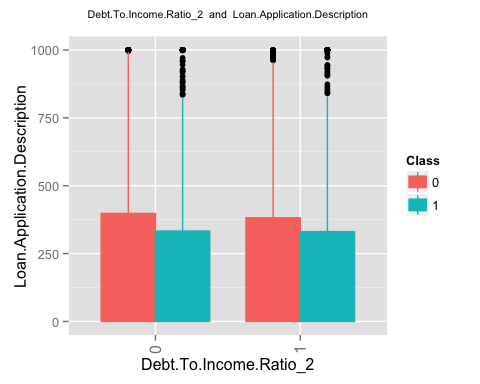 Debt.To.Income.Ratio_2 and Loan.Application.Description
1000
750
500
250
0
Loan.Application.Description
0
1
Debt.To.Income.Ratio_2
Class
0
1